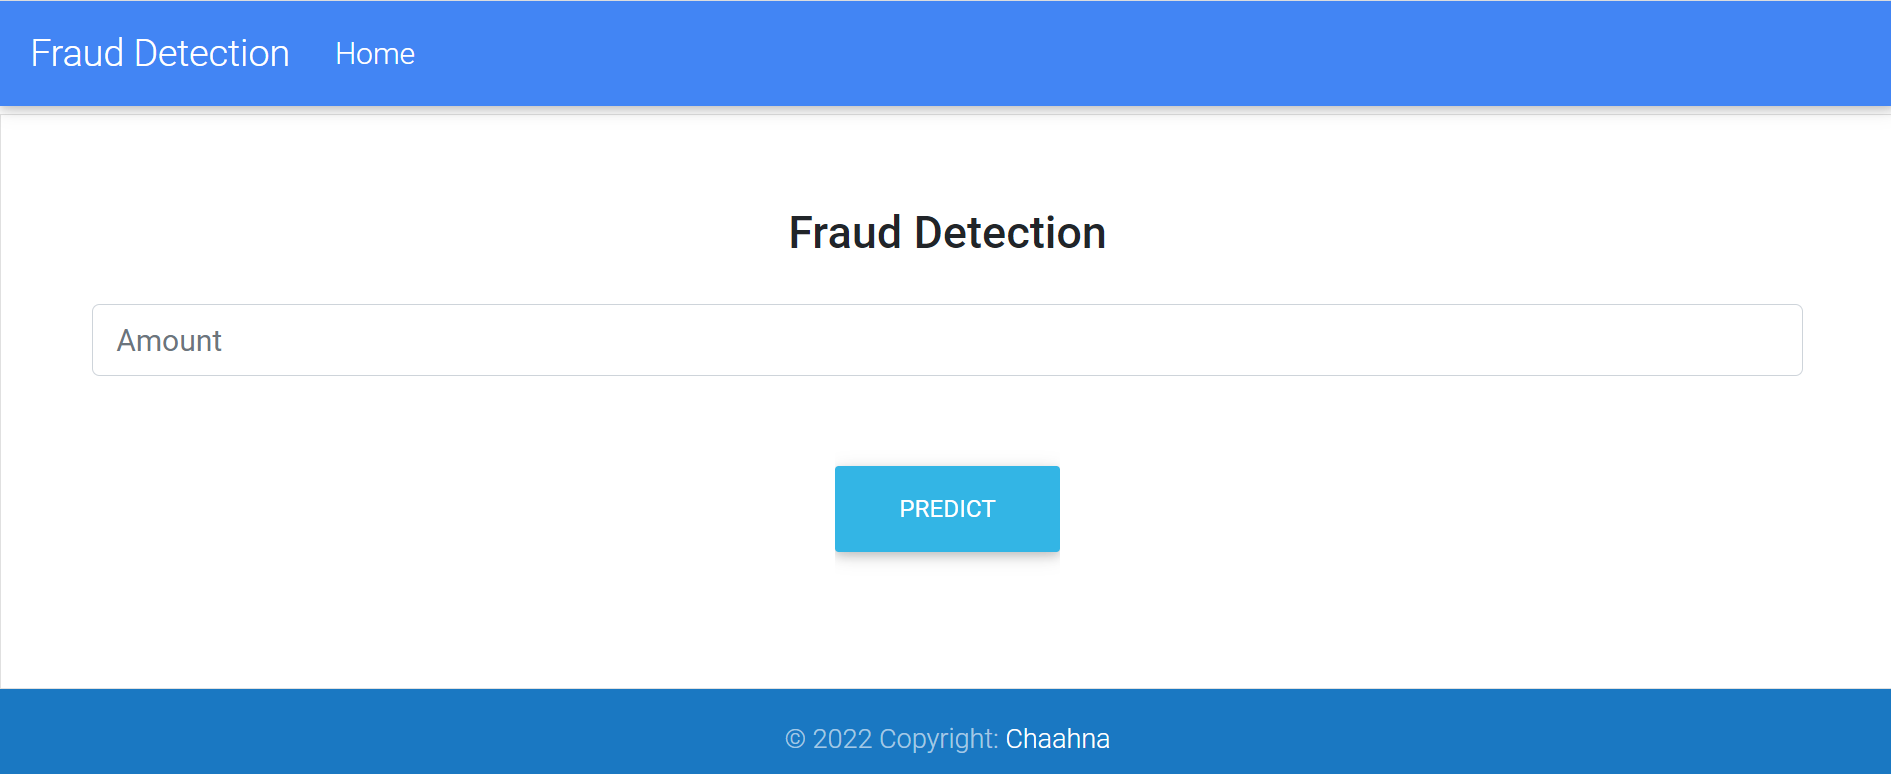 Fraud Detection Home
Fraud Detection
Amount
PREDICT
© 2022 Copyright: Chaahna